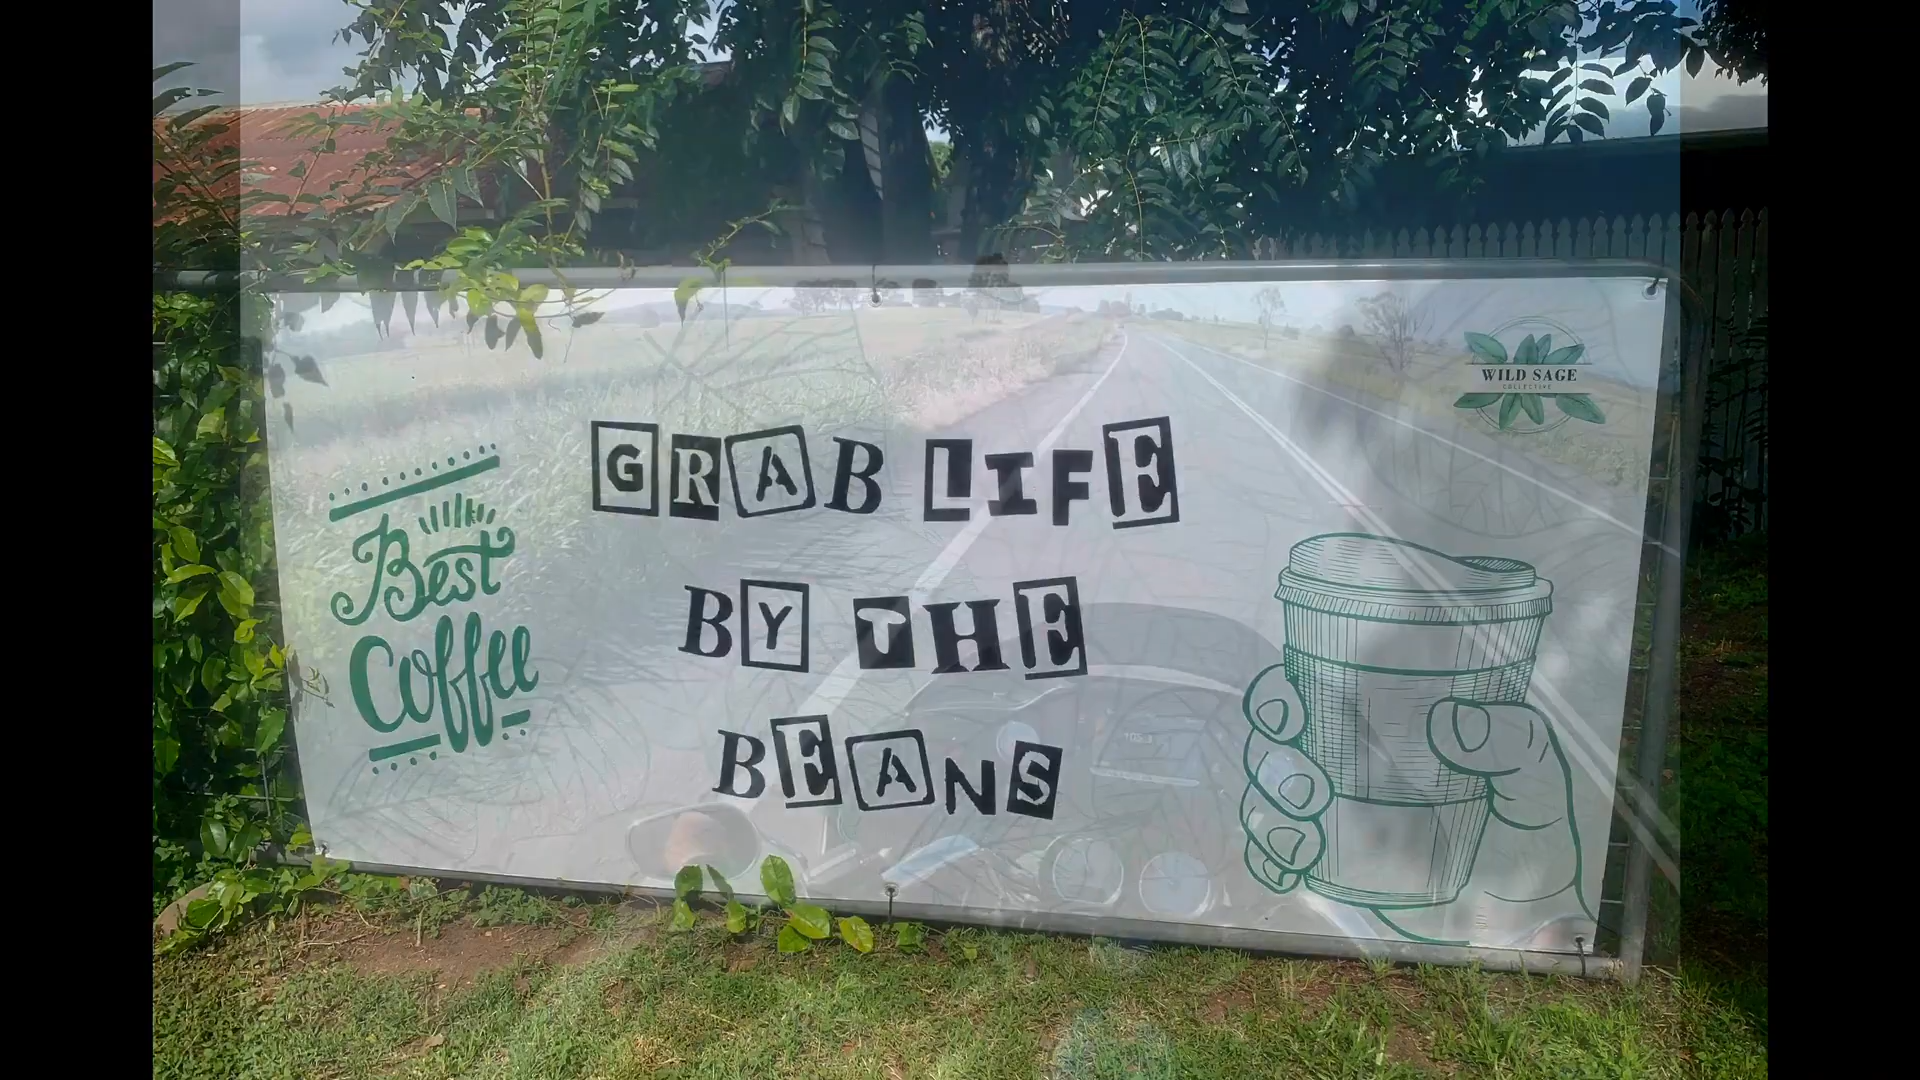 WILD SAGE
COLLECTIVE
GRAB LIFE
BY THE
BEANS
Best
Coffee